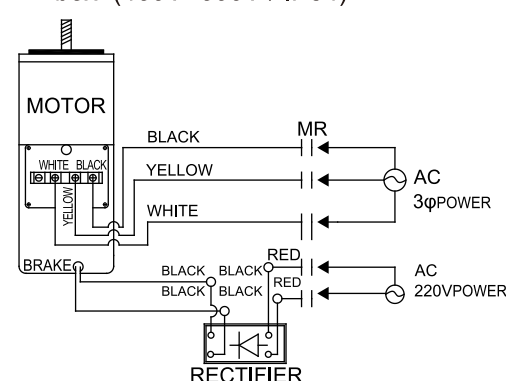 MOTOR
WHITE BLACK
YELLOW
BLACK
MR
YELLOW
WHITE
AC
3φPOWER
BRAKE
BLACK BLACK RED
BLACK BLACK RED
AC
220VPOWER
RECTIFIER